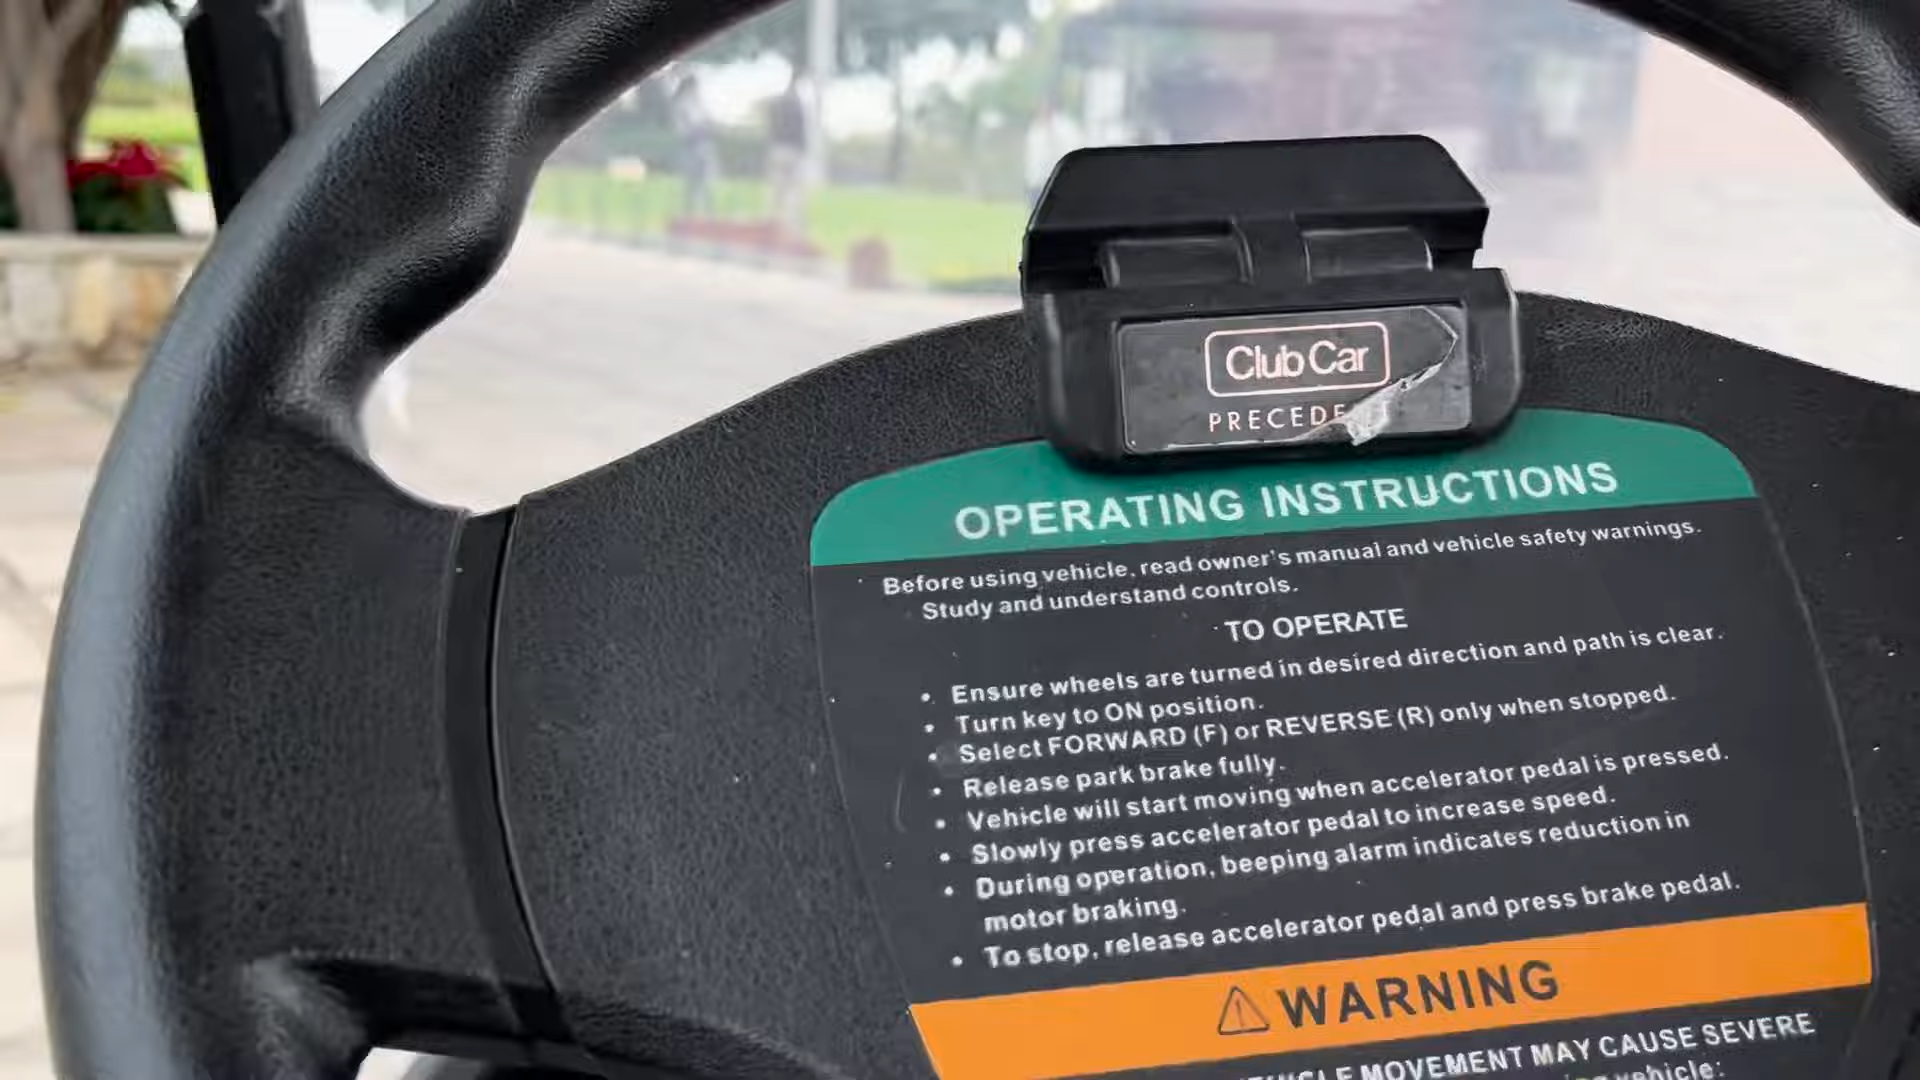 Club Car
OPERATING INSTRUCTIONS
Before using vehicle, read owner's manual and vehicle safety warnings.
Study and understand controls.
TO OPERATE
• Ensure wheels are turned in desired direction and path is clear.
• Turn key to ON position.
• Select FORWARD (F) or REVERSE (R) only when stopped.
• Release park brake fully.
• Vehicle will start moving when accelerator pedal is pressed.
• Slowly press accelerator pedal to increase speed.
• During operation, beeping alarm indicates reduction in
motor braking.
• To stop, release accelerator pedal and press brake pedal.
WARNING
MOVEMENT MAY CAUSE SEVERE
vehicle: